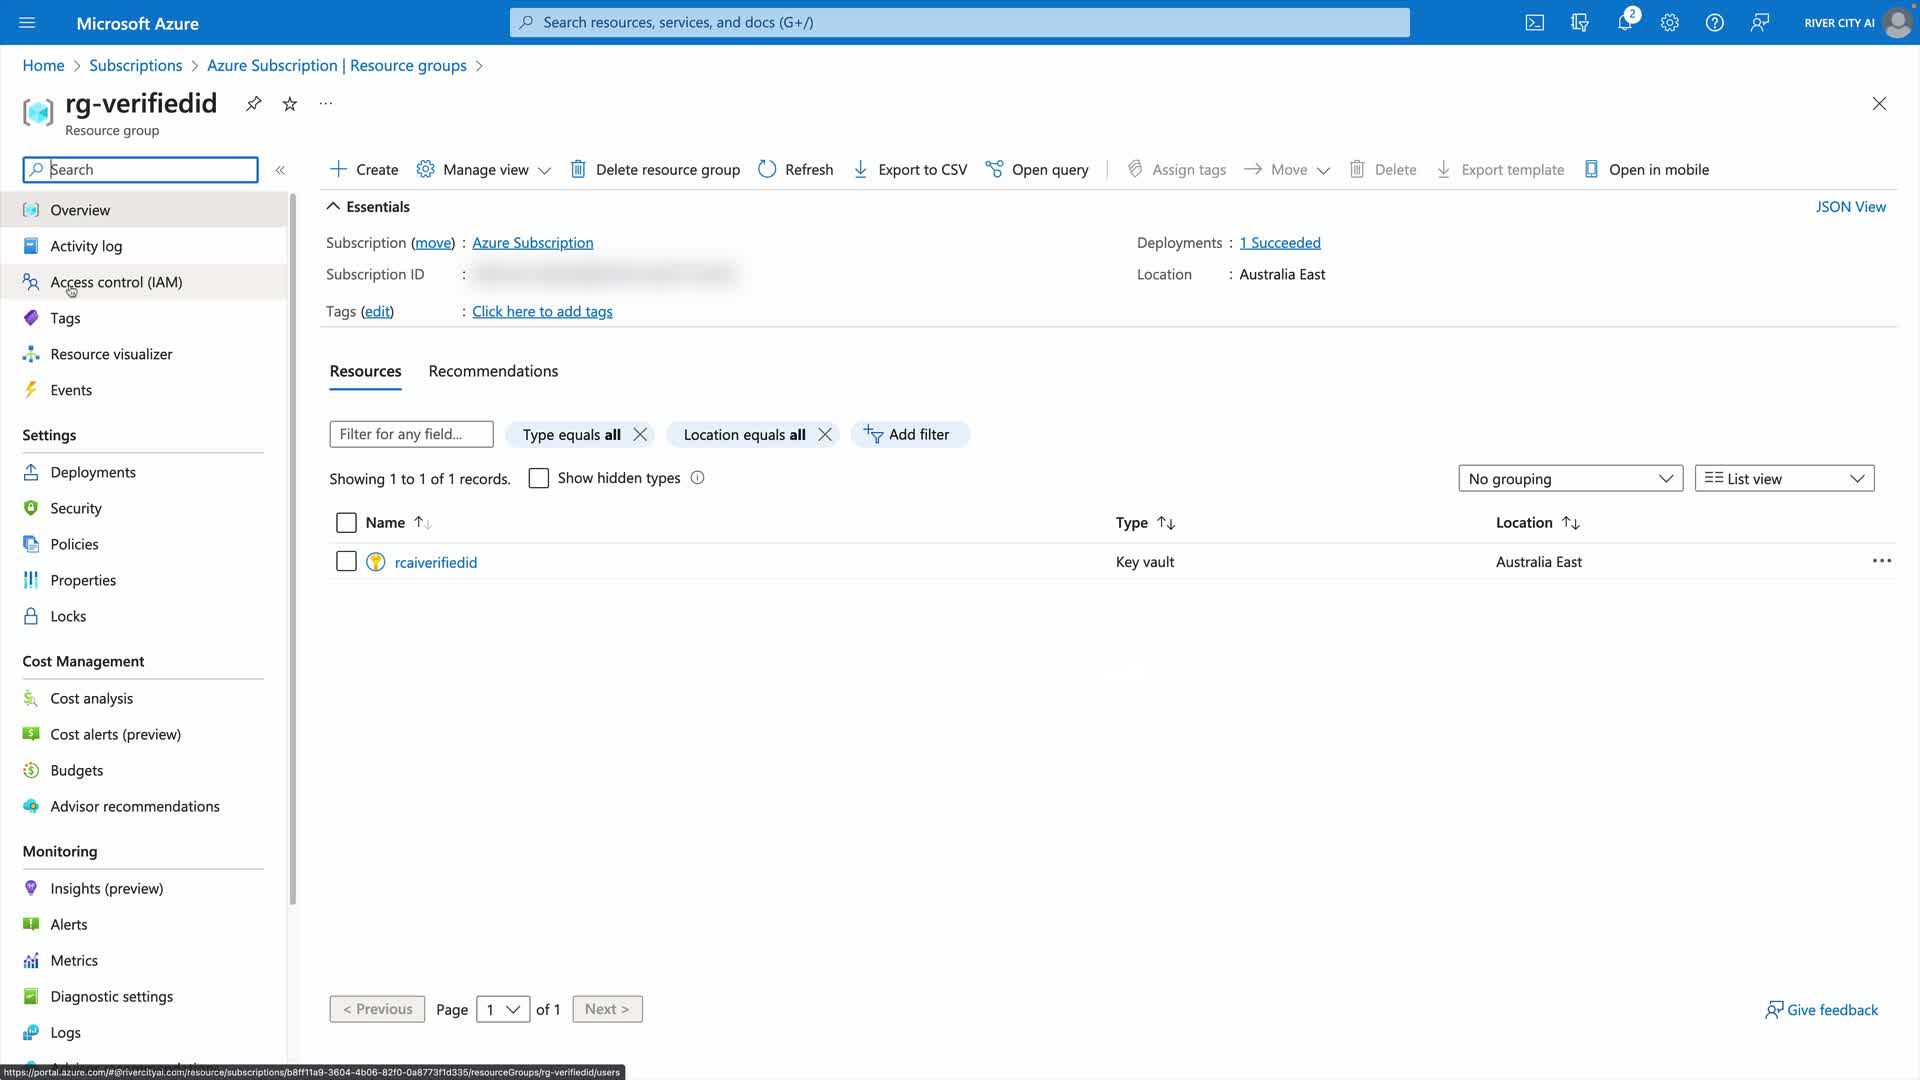 Microsoft Azure
Search resources, services, and docs (G+/)
2
RIVER CITY AI
Home > Subscriptions > Azure Subscription | Resource groups >
rg-verifiedid
Resource group
Search
Create
Manage view
Delete resource group
Refresh
Export to CSV
Open query
Assign tags
Move
Delete
Export template
Open in mobile
Overview
Activity log
Access control (IAM)
Tags
Resource visualizer
Events
Settings
Deployments
Security
Policies
Properties
Locks
Cost Management
Cost analysis
Cost alerts (preview)
Budgets
Advisor recommendations
Monitoring
Insights (preview)
Alerts
Metrics
Diagnostic settings
Logs
Essentials
JSON View
Subscription (move) : Azure Subscription
Subscription ID :
Tags (edit) : Click here to add tags
Deployments : 1 Succeeded
Location : Australia East
Resources
Recommendations
Filter for any field...
Type equals all
Location equals all
Add filter
Showing 1 to 1 of 1 records.
Show hidden types
No grouping
List view
Name
Type
Location
rcaiverifiedid
Key vault
Australia East
< Previous
Page 1 of 1
Next >
Give feedback
https://portal.azure.com/#@rivercityai.com/resource/subscriptions/b8ff11a9-3604-4b06-82f0-0a8773f1d335/resourceGroups/rg-verifiedid/users